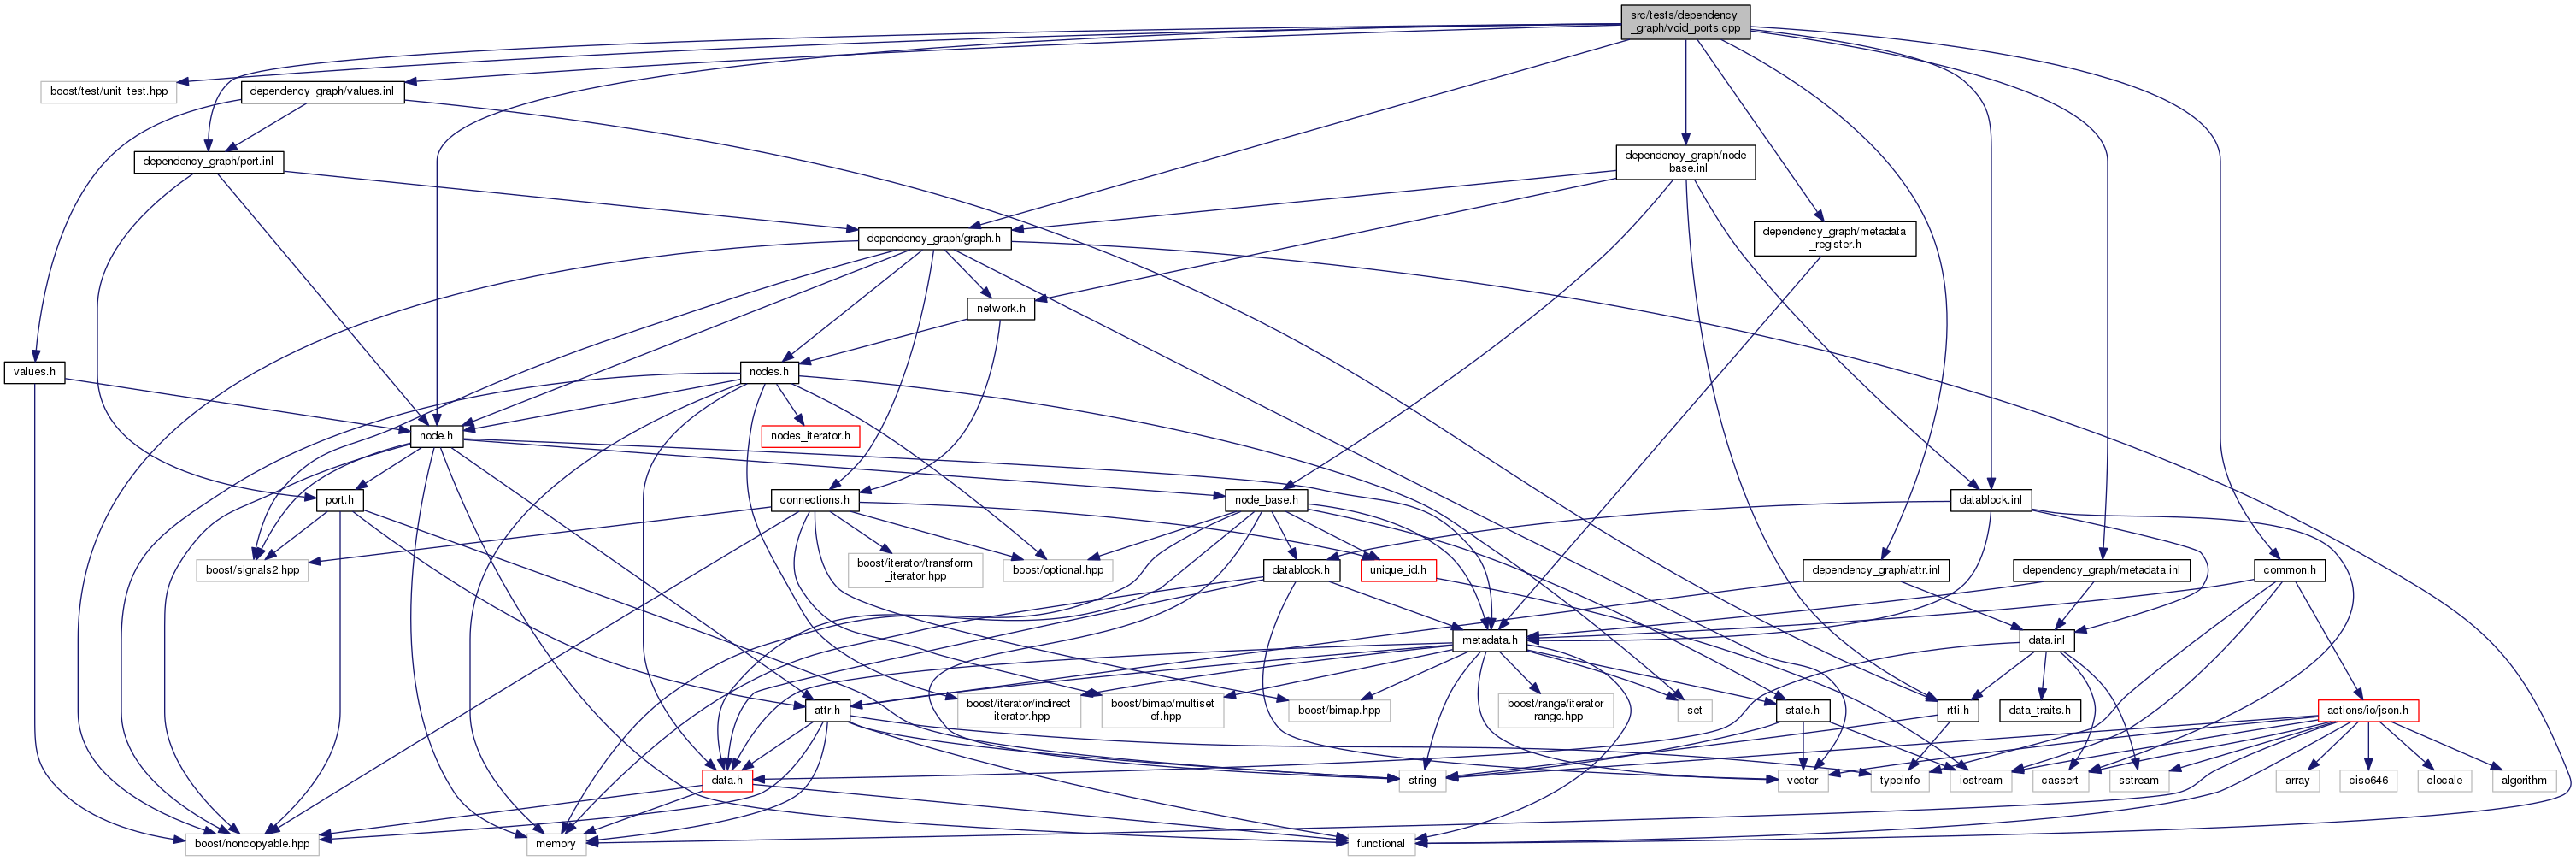 src/tests/dependency
_graph/void_ports.cpp
boost/test/unit_test.hpp
dependency_graph/values.inl
dependency_graph/port.inl
dependency_graph/node
_base.inl
dependency_graph/graph.h
dependency_graph/metadata
_register.h
network.h
values.h
nodes.h
node.h
nodes_iterator.h
port.h
connections.h
node_base.h
datablock.inl
boost/signals2.hpp
boost/iterator/transform
_iterator.hpp
boost/optional.hpp
datablock.h
unique_id.h
dependency_graph/attr.inl
dependency_graph/metadata.inl
common.h
metadata.h
data.inl
attr.h
boost/iterator/indirect
_iterator.hpp
boost/bimap/multiset
_of.hpp
boost/bimap.hpp
boost/range/iterator
_range.hpp
set
state.h
rtti.h
data_traits.h
actions/io/json.h
data.h
string
vector
typeinfo
iostream
cassert
sstream
array
ciso646
clocale
algorithm
boost/noncopyable.hpp
memory
functional